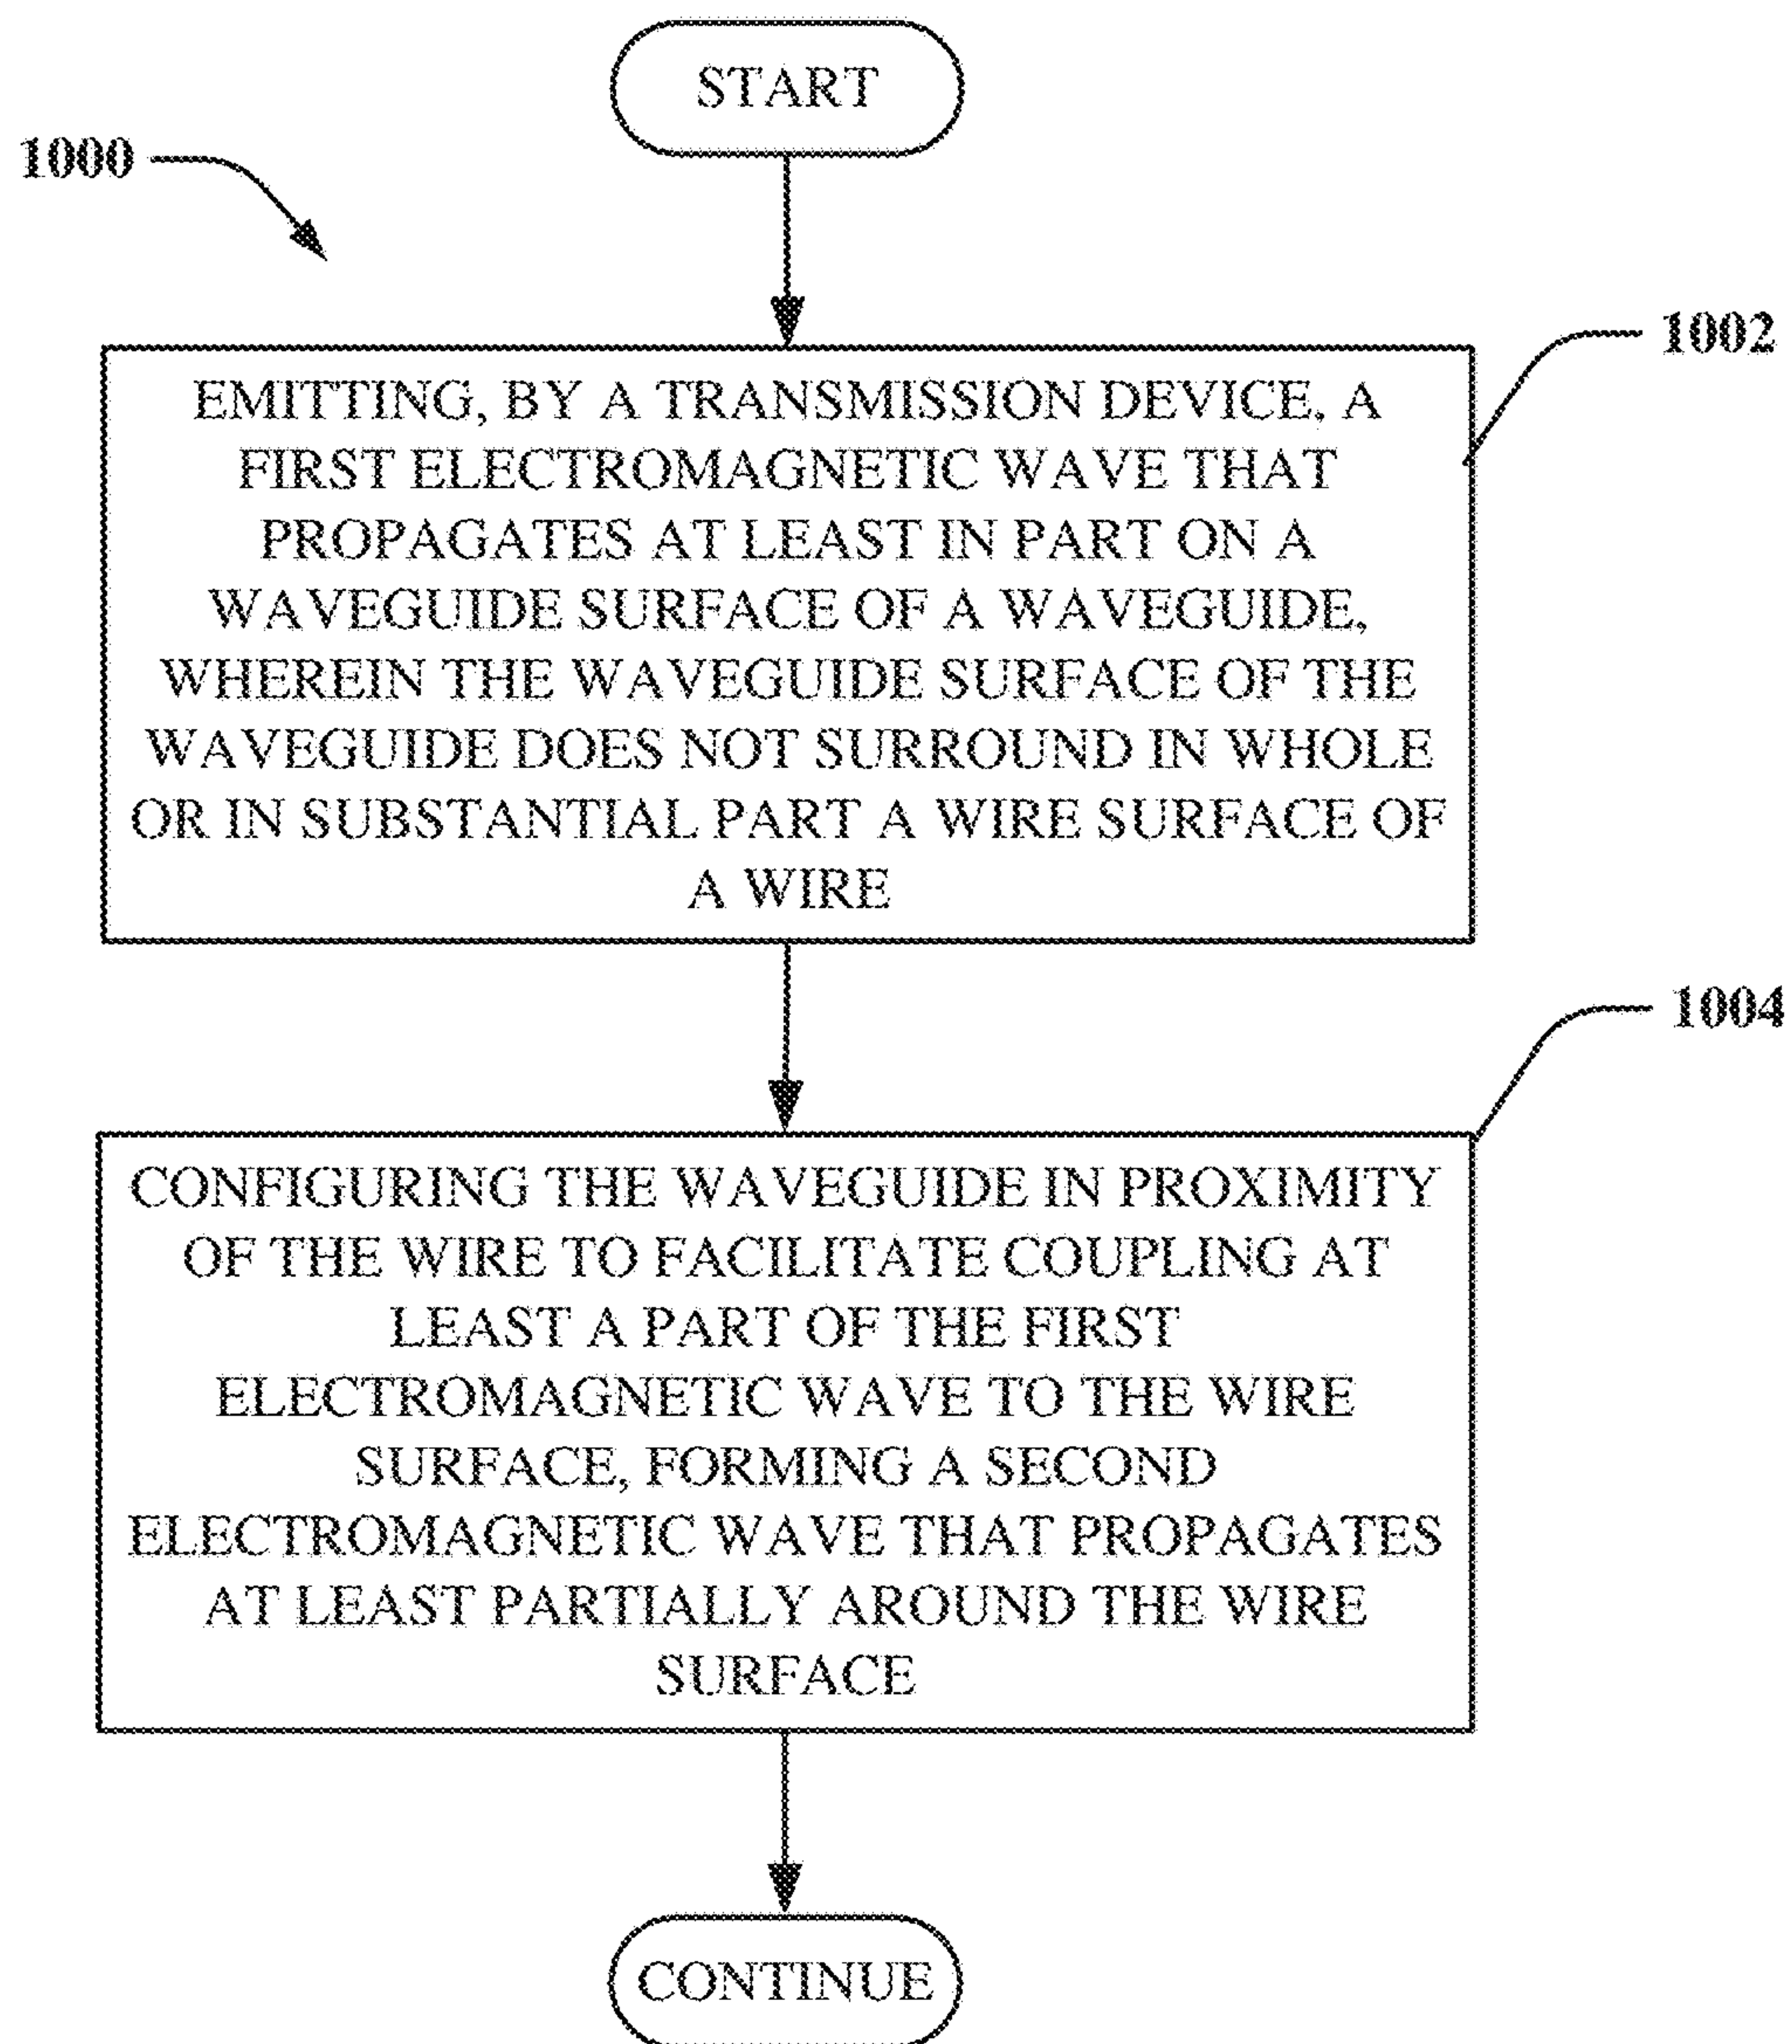 START
1000
1002
EMITTING, BY A TRANSMISSION DEVICE, A
FIRST ELECTROMAGNETIC WAVE THAT
PROPAGATES AT LEAST IN PART ON A
WAVEGUIDE SURFACE OF A WAVEGUIDE,
WHEREIN THE WAVEGUIDE SURFACE OF THE
WAVEGUIDE DOES NOT SURROUND IN WHOLE
OR IN SUBSTANTIAL PART A WIRE SURFACE OF
A WIRE
1004
CONFIGURING THE WAVEGUIDE IN PROXIMITY
OF THE WIRE TO FACILITATE COUPLING AT
LEAST A PART OF THE FIRST
ELECTROMAGNETIC WAVE TO THE WIRE
SURFACE, FORMING A SECOND
ELECTROMAGNETIC WAVE THAT PROPAGATES
AT LEAST PARTIALLY AROUND THE WIRE
SURFACE
CONTINUE